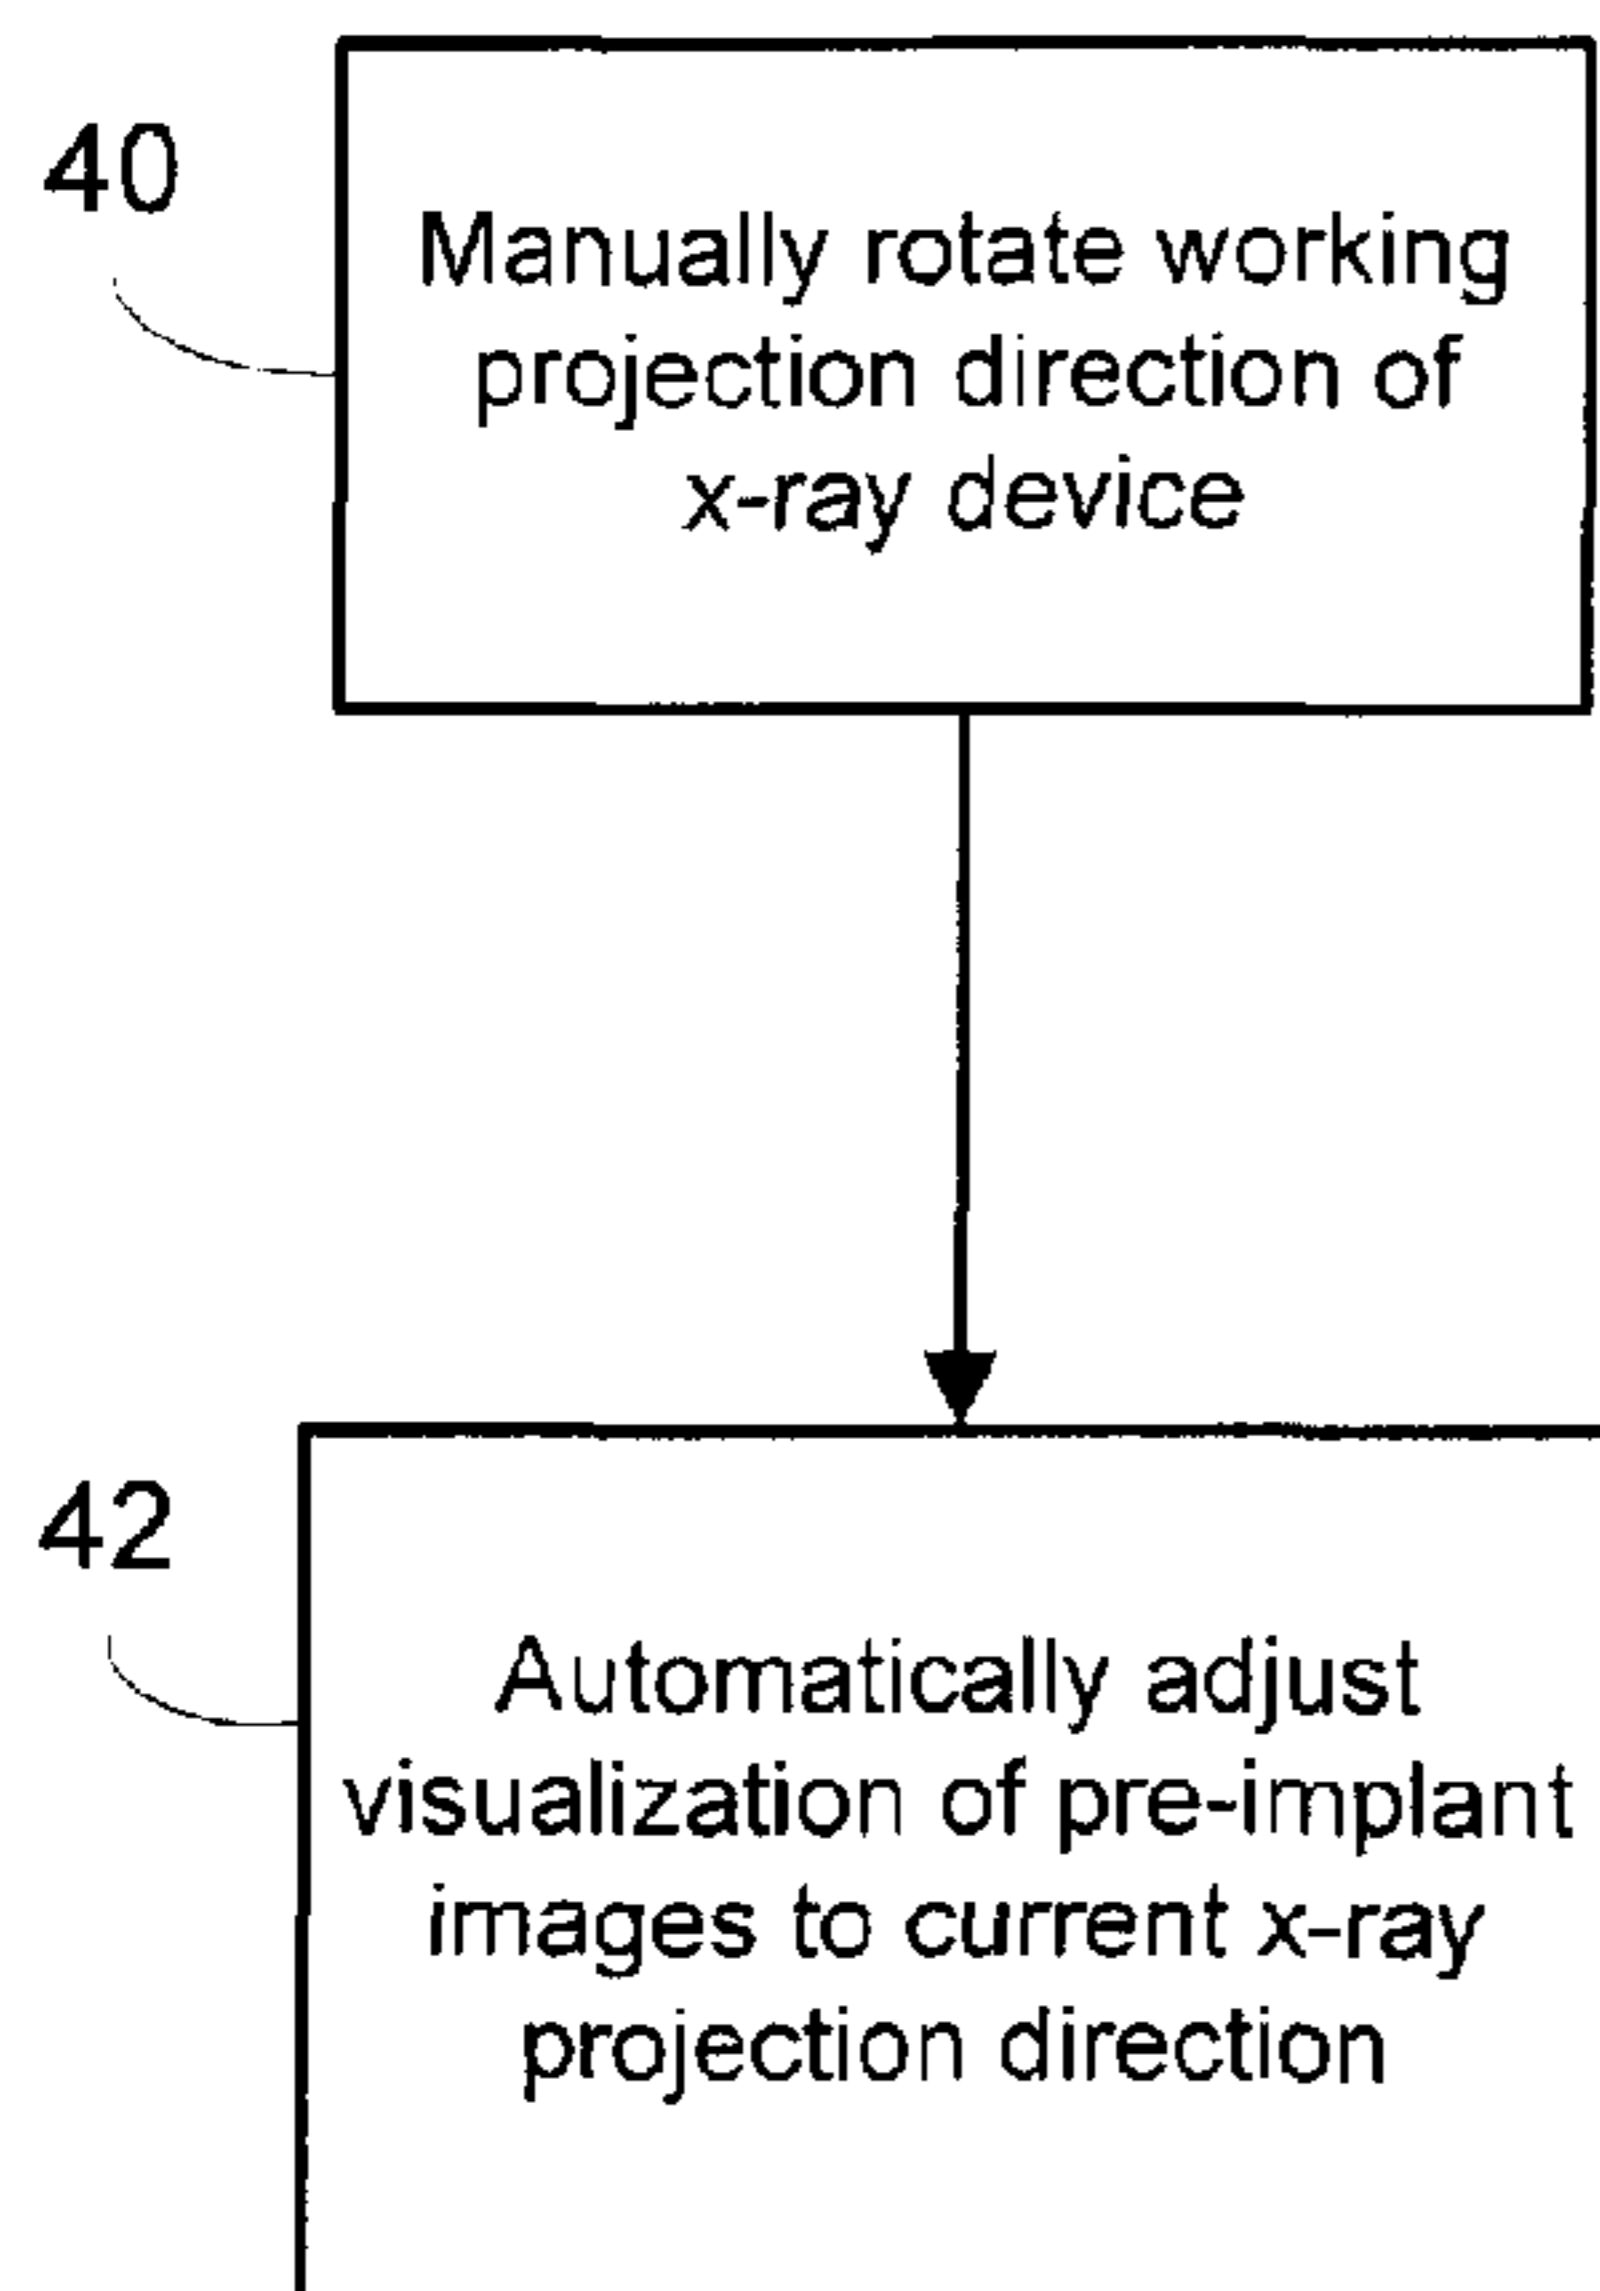 40
Manually rotate working
projection direction of
x-ray device
42
Automatically adjust
visualization of pre-implant
images to current x-ray
projection direction